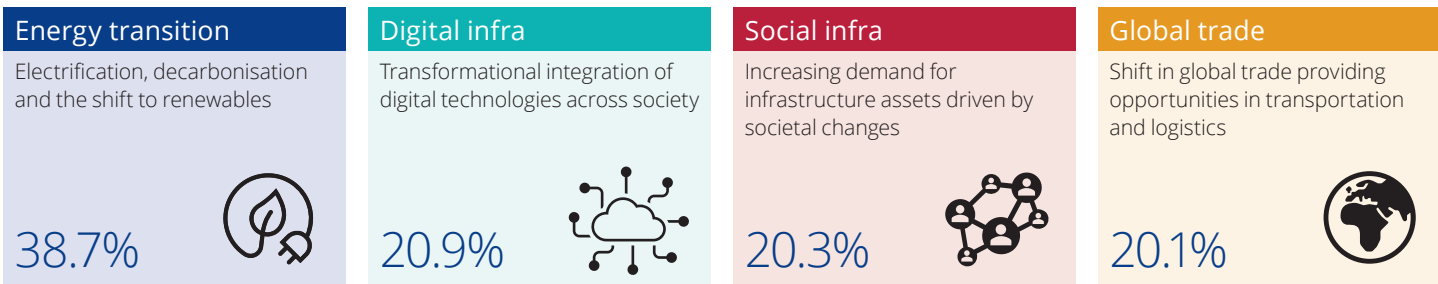 Energy transition
Electrification, decarbonisation
and the shift to renewables
38.7%
Digital infra
Transformational integration of
digital technologies across society
20.9%
Social infra
Increasing demand for
infrastructure assets driven by
societal changes
20.3%
Global trade
Shift in global trade providing
opportunities in transportation
and logistics
20.1%